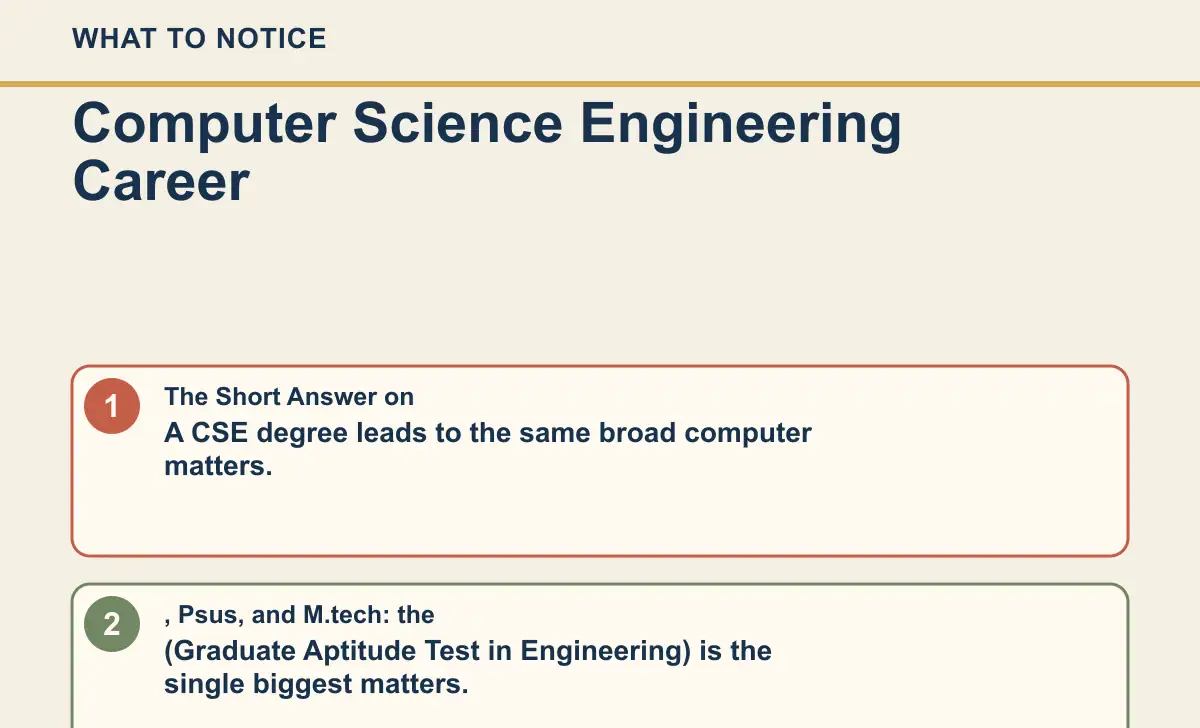 WHAT TO NOTICE
Computer Science Engineering
Career
1
The Short Answer on
A CSE degree leads to the same broad computer
matters.
2
, Psus, and M.tech: the
(Graduate Aptitude Test in Engineering) is the
single biggest matters.